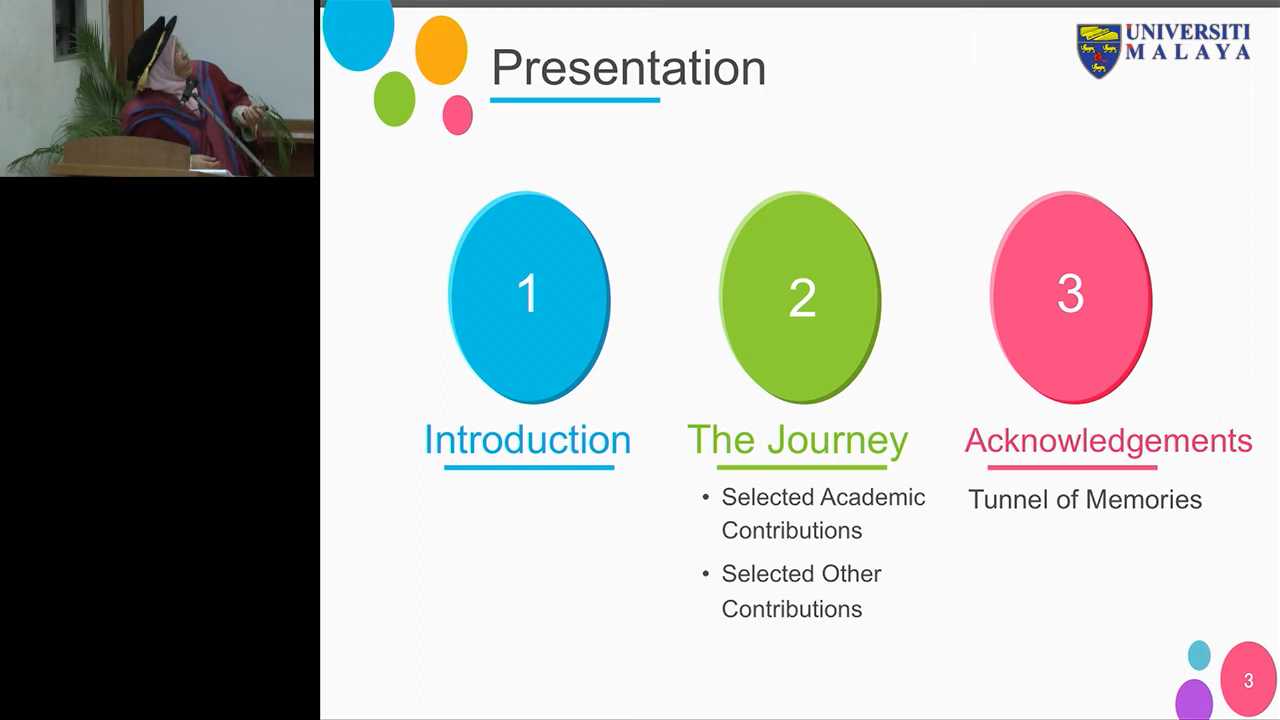 Presentation
UNIVERSITI
MALAYA
1
2
3
Introduction
The Journey
Acknowledgements
• Selected Academic
Contributions
• Selected Other
Contributions
Tunnel of Memories
3